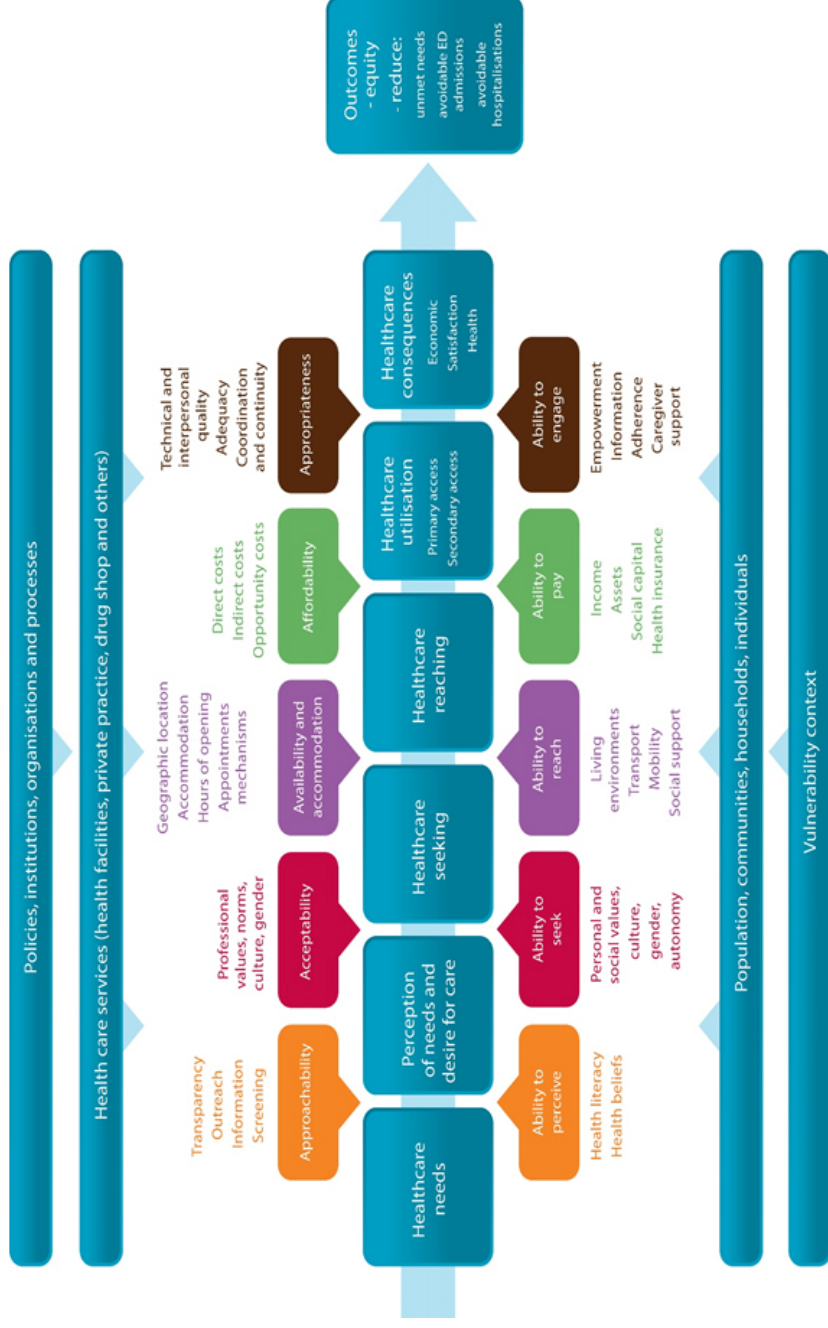 Policies, institutions, organisations and processes
Health care services (health facilities, private practice, drug shop and others)
Transparency
Outreach
Information
Screening
Professional
values, norms,
culture, gender
Geographic location
Accommodation
Hours of opening
Appointments
mechanisms
Direct costs
Indirect costs
Opportunity costs
Technical and
interpersonal
quality
Adequacy
Coordination
and continuity
Approachability
Acceptability
Availability and
accommodation
Affordability
Appropriateness
Healthcare
needs
Perception
of needs and
desire for care
Healthcare
seeking
Healthcare
reaching
Healthcare
utilisation
Primary access
Secondary access
Healthcare
consequences
Economic
Satisfaction
Health
Outcomes
- equity
- reduce:
unmet needs
avoidable ED
admissions
avoidable
hospitalisations
Ability to
perceive
Ability to
seek
Ability to
reach
Ability to
pay
Ability to
engage
Health literacy
Health beliefs
Personal and
social values,
culture,
gender,
autonomy
Living
environments
Transport
Mobility
Social support
Income
Assets
Social capital
Health insurance
Empowerment
Information
Adherence
Caregiver
support
Population, communities, households, individuals
Vulnerability context